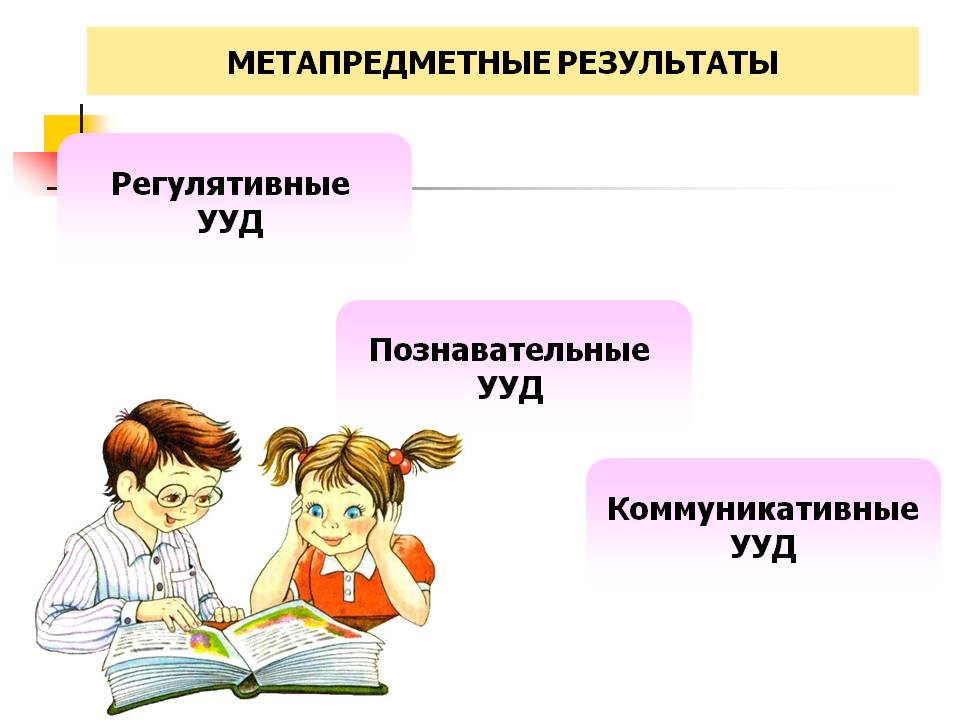 МЕТАПРЕДМЕТНЫЕ РЕЗУЛЬТАТЫ
Регулятивные
УУД
Познавательные
УУД
Коммуникативные
УУД